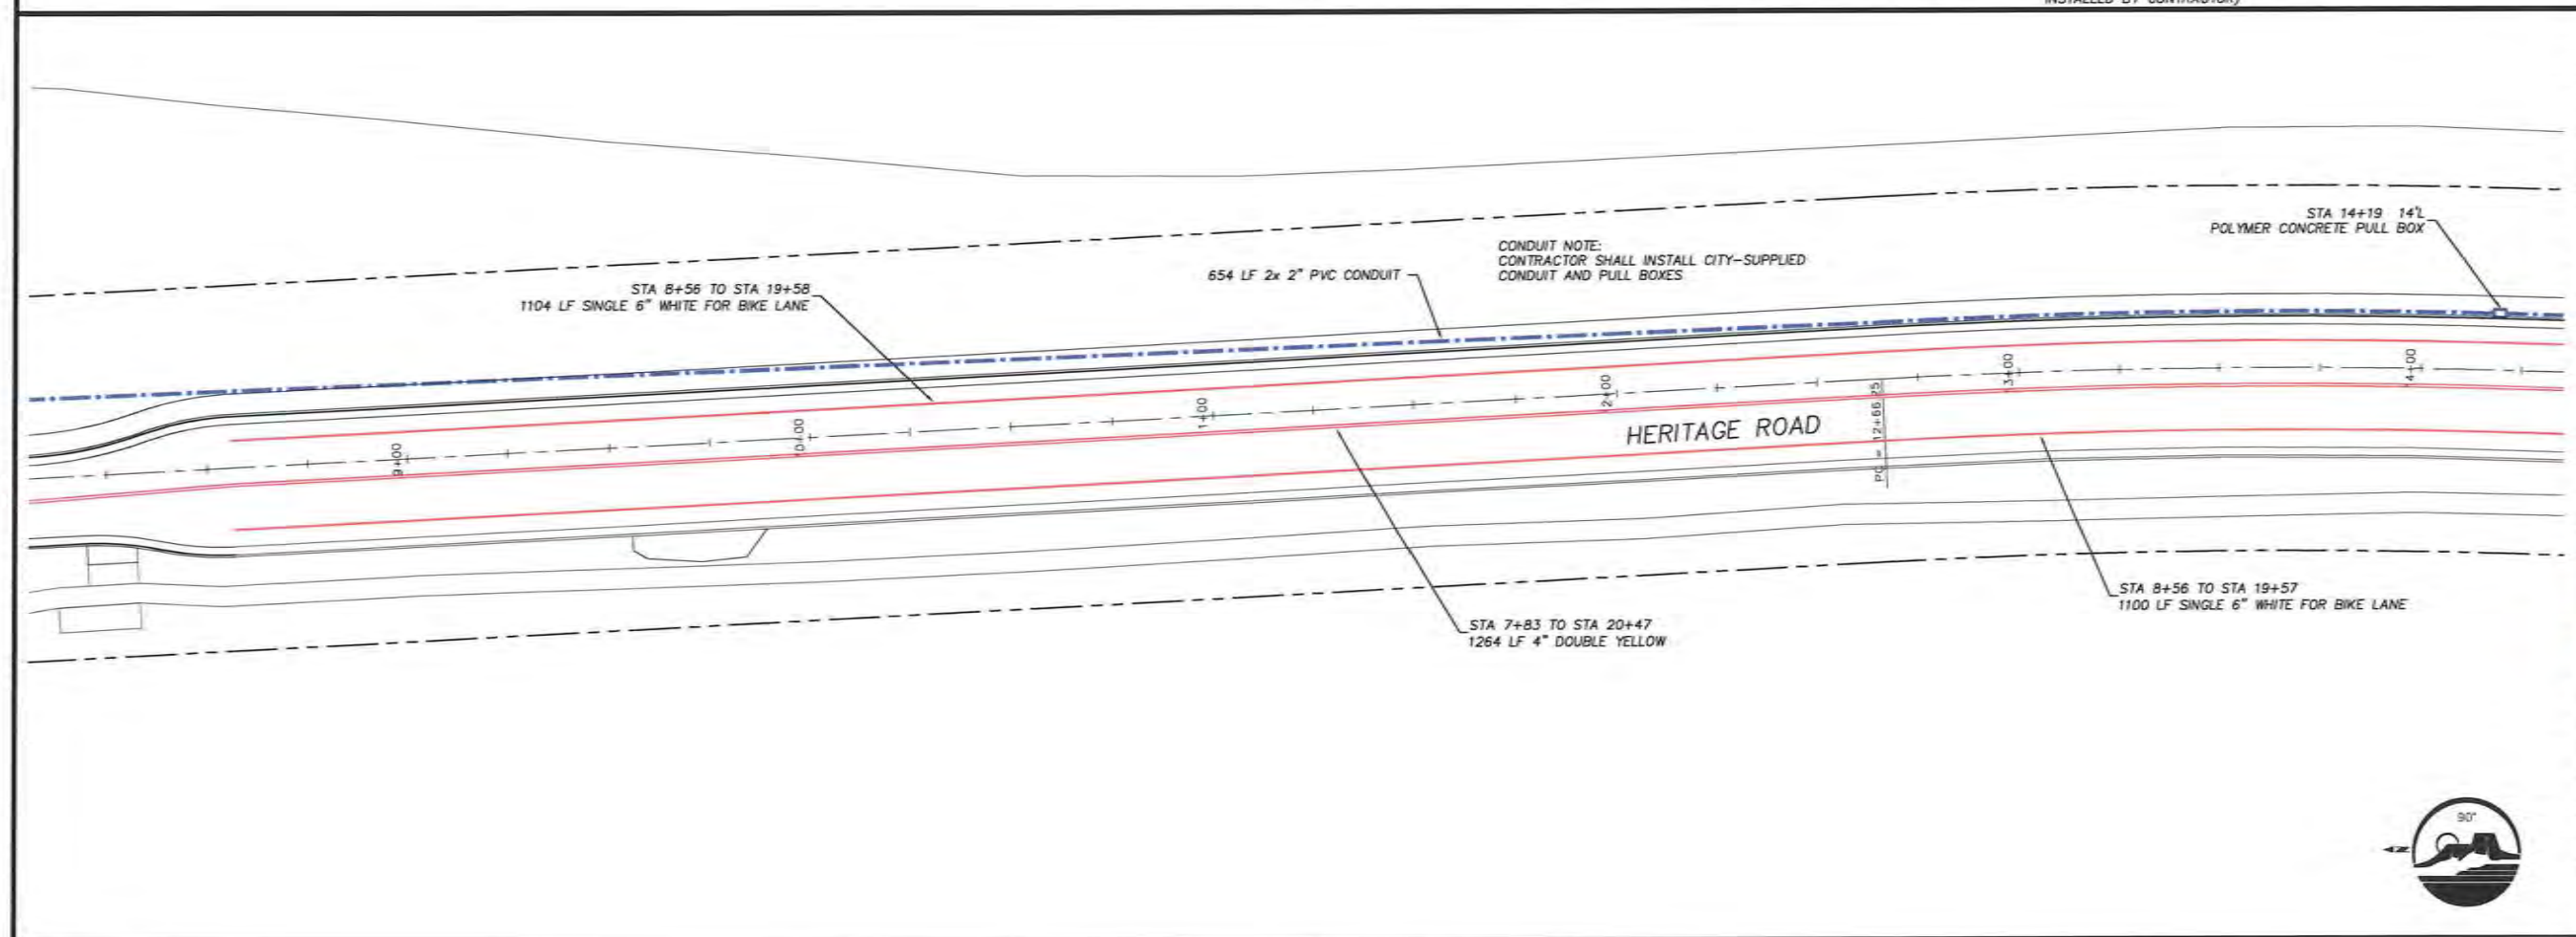 STA 14+19 14'L
POLYMER CONCRETE PULL BOX
CONDUIT NOTE:
CONTRACTOR SHALL INSTALL CITY-SUPPLIED
CONDUIT AND PULL BOXES
654 LF 2x 2" PVC CONDUIT
STA 8+56 TO STA 19+58
1104 LF SINGLE 6" WHITE FOR BIKE LANE
9+00
10+00
1+00
2+00
3+00
4+00
HERITAGE ROAD
PC = 12+66.25
STA 8+56 TO STA 19+57
1100 LF SINGLE 6" WHITE FOR BIKE LANE
STA 7+83 TO STA 20+47
1264 LF 4" DOUBLE YELLOW
90°
N